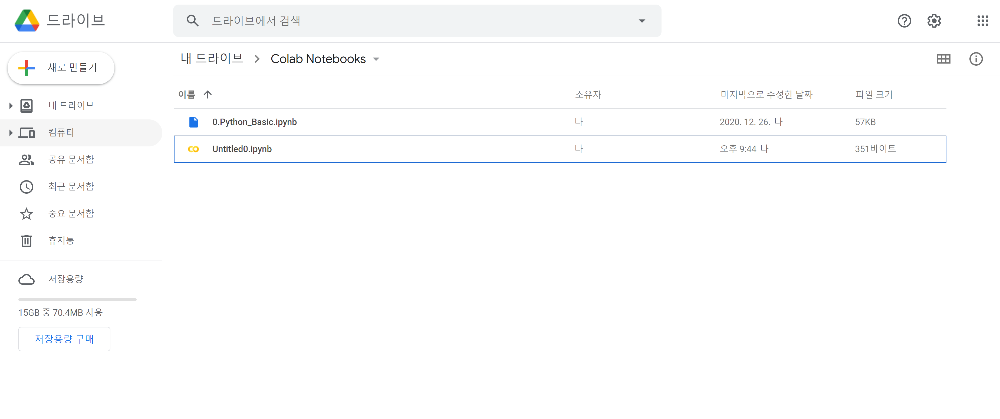 드라이브
드라이브에서 검색
새로 만들기
내 드라이브
컴퓨터
공유 문서함
최근 문서함
중요 문서함
휴지통
저장용량
15GB 중 70.4MB 사용
저장용량 구매
내 드라이브 > Colab Notebooks
이름 소유자 마지막으로 수정한 날짜 파일 크기
0.Python_Basic.ipynb 나 2020. 12. 26. 나 57KB
Untitled0.ipynb 나 오후 9:44 나 351바이트